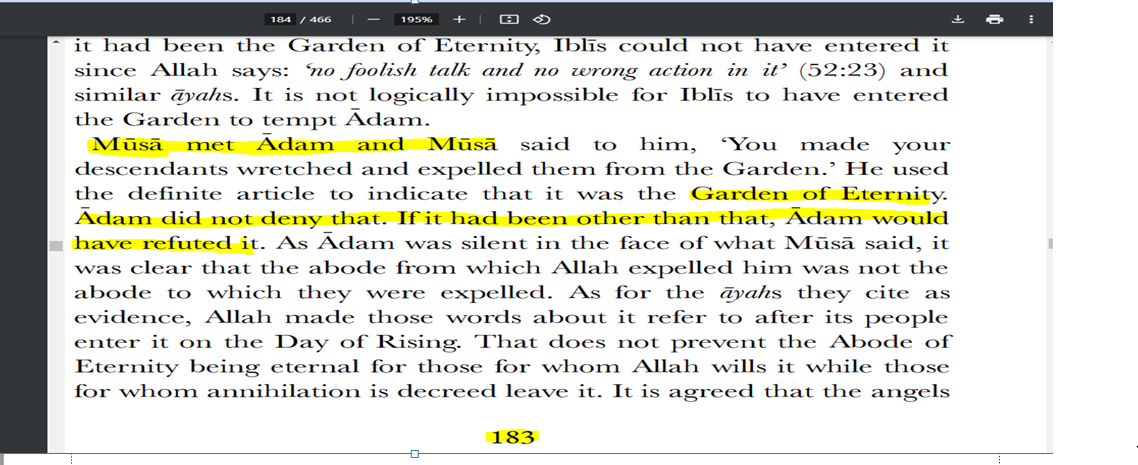 184 / 466 | — 195% + |
it had been the Garden of Eternity, Iblīs could not have entered it
since Allah says: ‘no foolish talk and no wrong action in it’ (52:23) and
similar āyahs. It is not logically impossible for Iblīs to have entered
the Garden to tempt Ādam.
Mūsā met Ādam and Mūsā said to him, ‘You made your
descendants wretched and expelled them from the Garden.’ He used
the definite article to indicate that it was the Garden of Eternity.
Ādam did not deny that. If it had been other than that, Ādam would
have refuted it. As Ādam was silent in the face of what Mūsā said, it
was clear that the abode from which Allah expelled him was not the
abode to which they were expelled. As for the āyahs they cite as
evidence, Allah made those words about it refer to after its people
enter it on the Day of Rising. That does not prevent the Abode of
Eternity being eternal for those for whom Allah wills it while those
for whom annihilation is decreed leave it. It is agreed that the angels
183